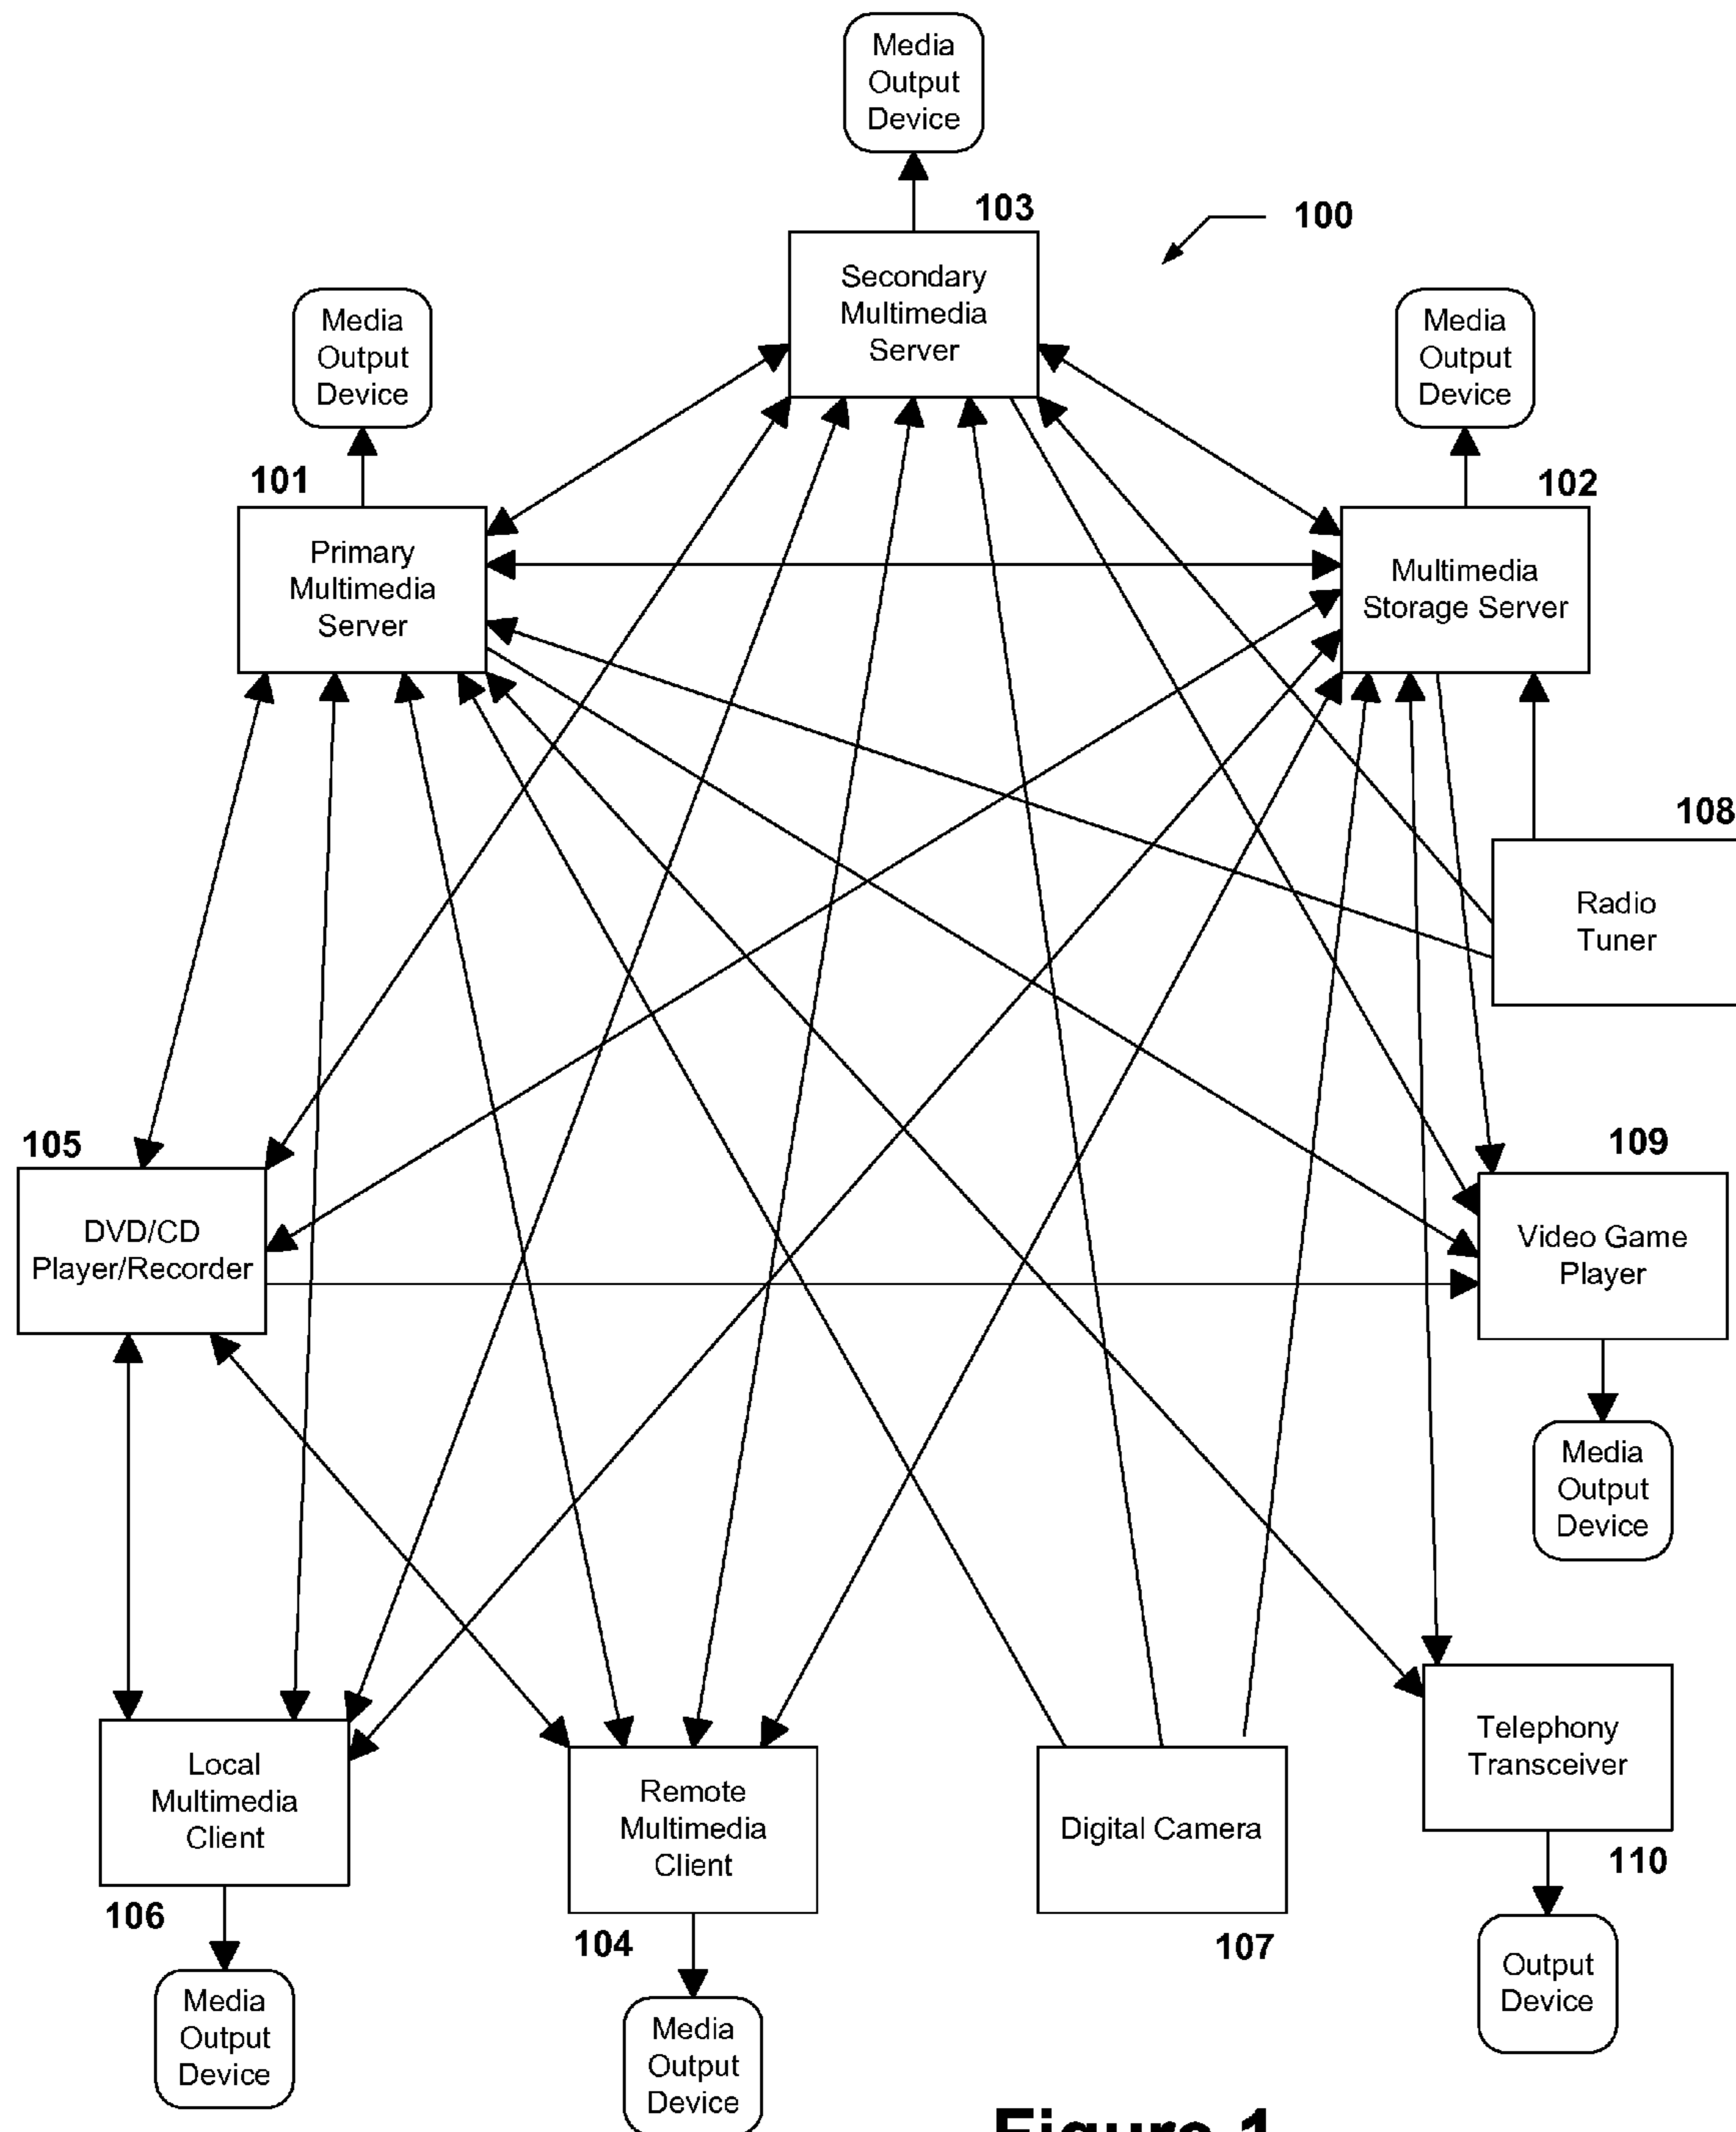 Media
Output
Device
103
100
Secondary
Multimedia
Server
Media
Output
Device
Media
Output
Device
101
102
Primary
Multimedia
Server
Multimedia
Storage Server
108
Radio
Tuner
105
109
DVD/CD
Player/Recorder
Video Game
Player
Media
Output
Device
Local
Multimedia
Client
Remote
Multimedia
Client
Digital Camera
Telephony
Transceiver
106
104
107
110
Media
Output
Device
Media
Output
Device
Output
Device
Figure 1